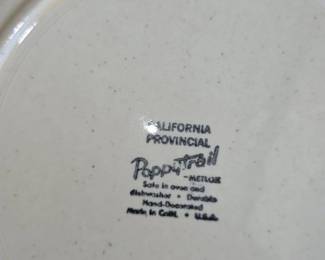 CALIFORNIA
PROVINCIAL
Poppytrail
-METLOX
Safe in oven and
dishwasher • Durable
Hand-Decorated
Made in Calif. • U.S.A.